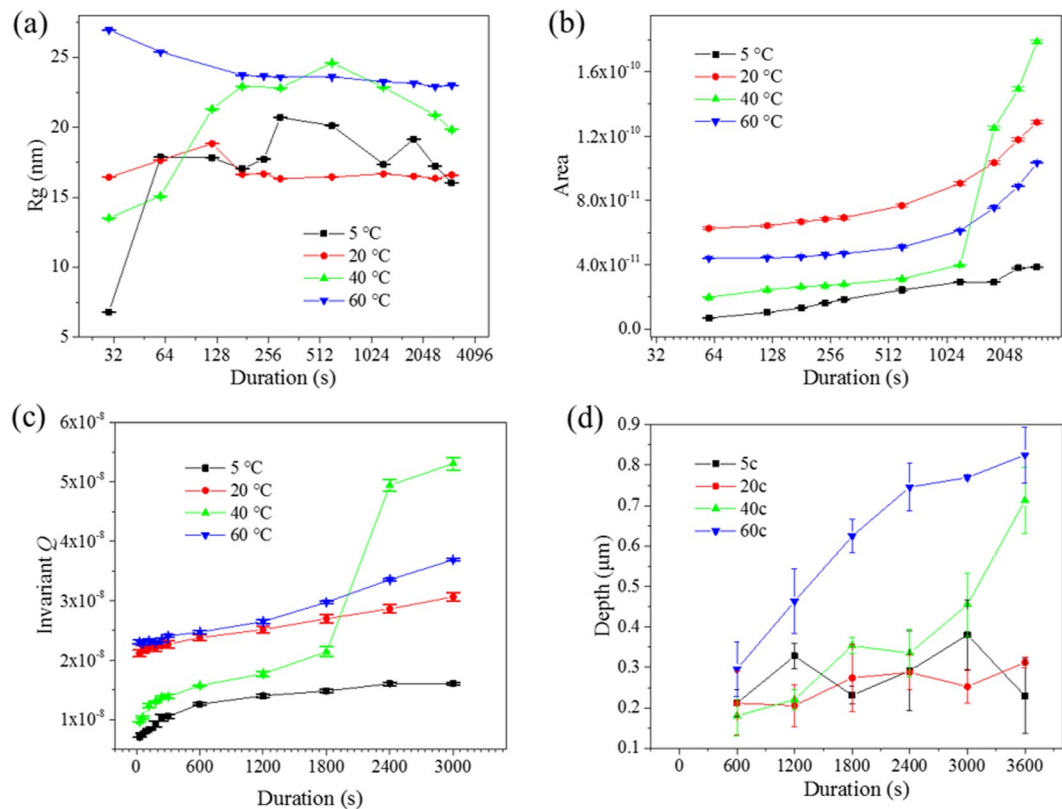 (a)
Rg (nm)
25
20
15
10
5
5 °C
20 °C
40 °C
60 °C
32 64 128 256 512 1024 2048 4096
Duration (s)
(b)
Area
1.6x10⁻¹⁰
1.2x10⁻¹⁰
8.0x10⁻¹¹
4.0x10⁻¹¹
0.0
5 °C
20 °C
40 °C
60 °C
32 64 128 256 512 1024 2048
Duration (s)
(c)
Invariant Q
6x10⁻⁸
5x10⁻⁸
4x10⁻⁸
3x10⁻⁸
2x10⁻⁸
1x10⁻⁸
5 °C
20 °C
40 °C
60 °C
0 600 1200 1800 2400 3000
Duration (s)
(d)
Depth (μm)
0.9
0.8
0.7
0.6
0.5
0.4
0.3
0.2
0.1
5c
20c
40c
60c
0 600 1200 1800 2400 3000 3600
Duration (s)